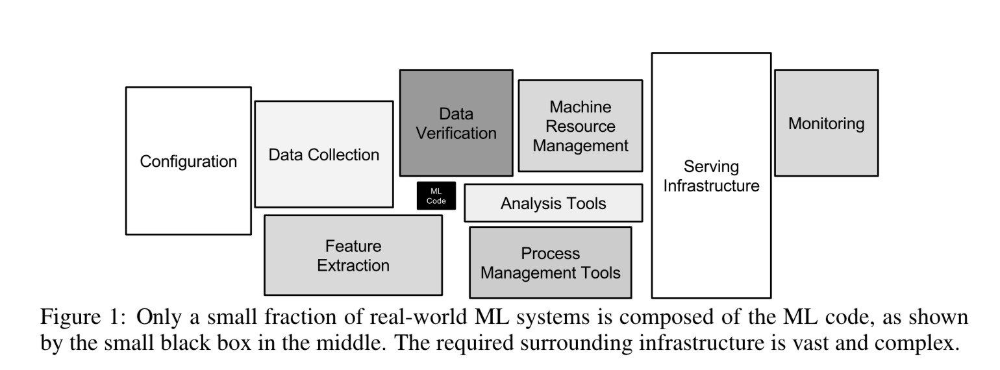 Configuration
Data Collection
Data
Verification
Machine
Resource
Management
Serving
Infrastructure
Monitoring
ML
Code
Analysis Tools
Feature
Extraction
Process
Management Tools
Figure 1: Only a small fraction of real-world ML systems is composed of the ML code, as shown
by the small black box in the middle. The required surrounding infrastructure is vast and complex.